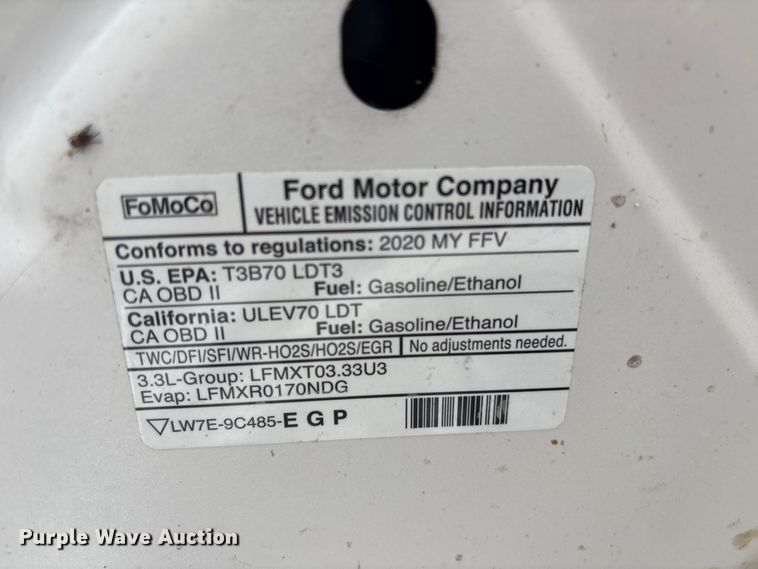 FoMoCo
Ford Motor Company
VEHICLE EMISSION CONTROL INFORMATION
Conforms to regulations: 2020 MY FFV
U.S. EPA: T3B70 LDT3
CA OBD II Fuel: Gasoline/Ethanol
California: ULEV70 LDT
CA OBD II Fuel: Gasoline/Ethanol
TWC/DFI/SFI/WR-HO2S/HO2S/EGR No adjustments needed.
3.3L-Group: LFMXT03.33U3
Evap: LFMXR0170NDG
LW7E-9C485-E G P
Purple Wave Auction